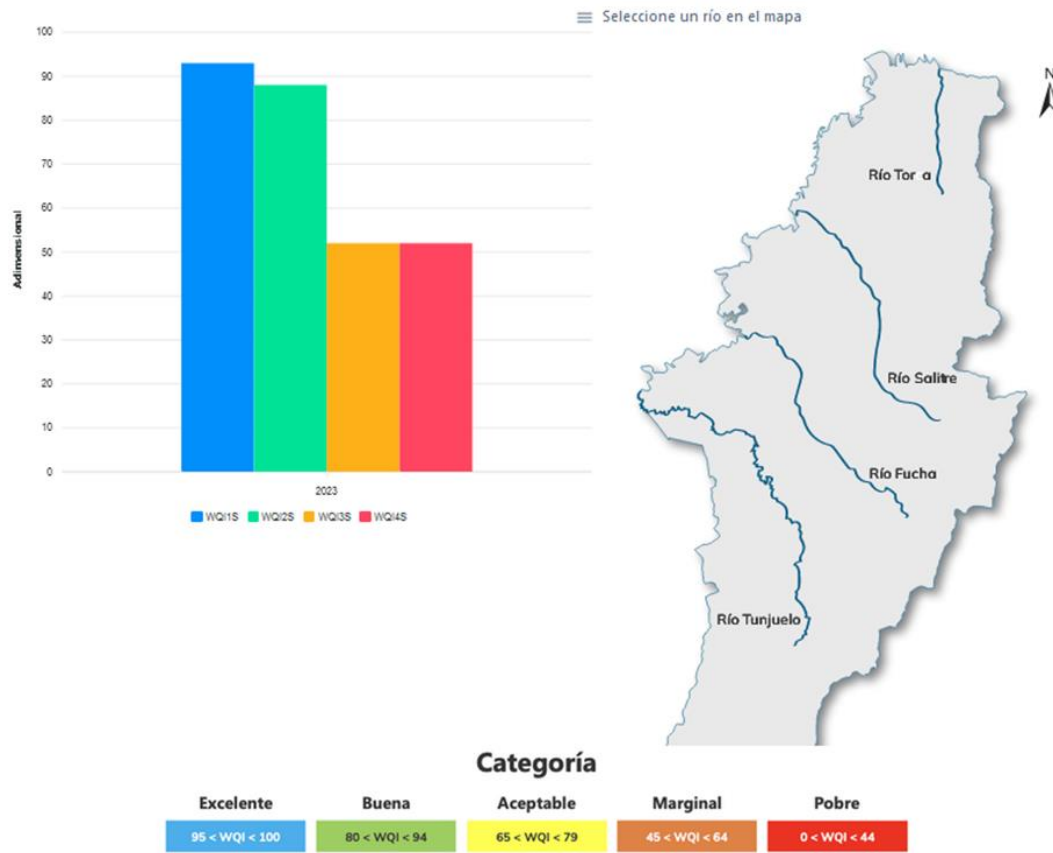 Seleccione un río en el mapa
100
90
80
70
60
50
40
30
20
10
0
Adimensional
2023
WQI1S WQI2S WQI3S WQI4S
N
Río Tor a
Río Salitre
Río Fucha
Río Tunjuelo
Categoría
Excelente Buena Aceptable Marginal Pobre
95 < WQI < 100 80 < WQI < 94 65 < WQI < 79 45 < WQI < 64 0 < WQI < 44